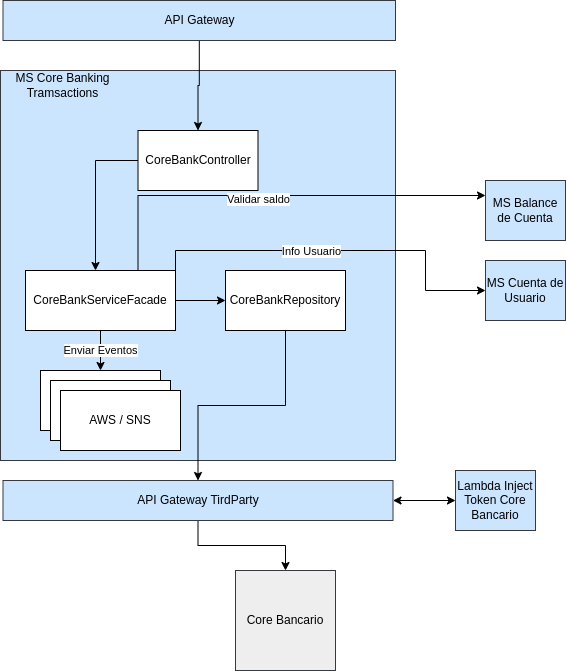 API Gateway
MS Core Banking
Tramsactions
CoreBankController
Validar saldo
MS Balance
de Cuenta
Info Usuario
MS Cuenta de
Usuario
CoreBankServiceFacade
CoreBankRepository
Enviar Eventos
AWS / SNS
API Gateway TirdParty
Lambda Inject
Token Core
Bancario
Core Bancario